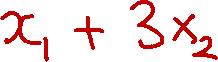 x₁ + 3x₂